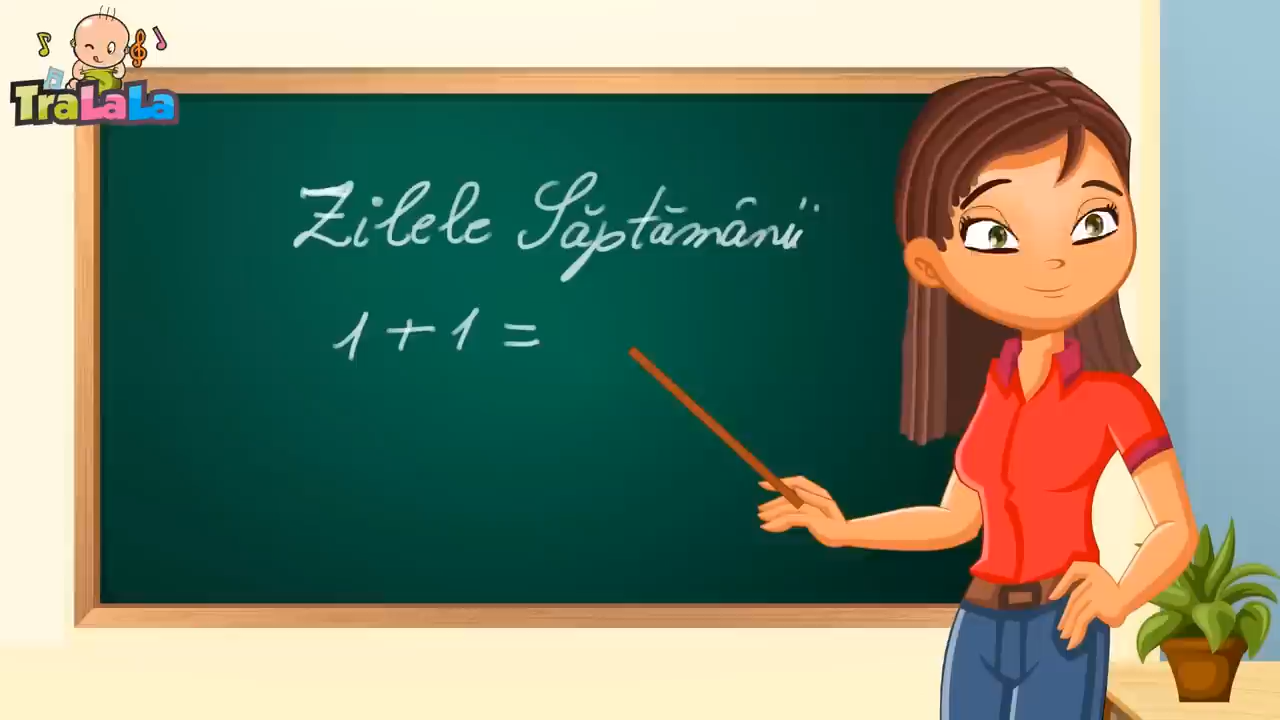 TraLaLa
Zilele Săptămânii
1 + 1 =